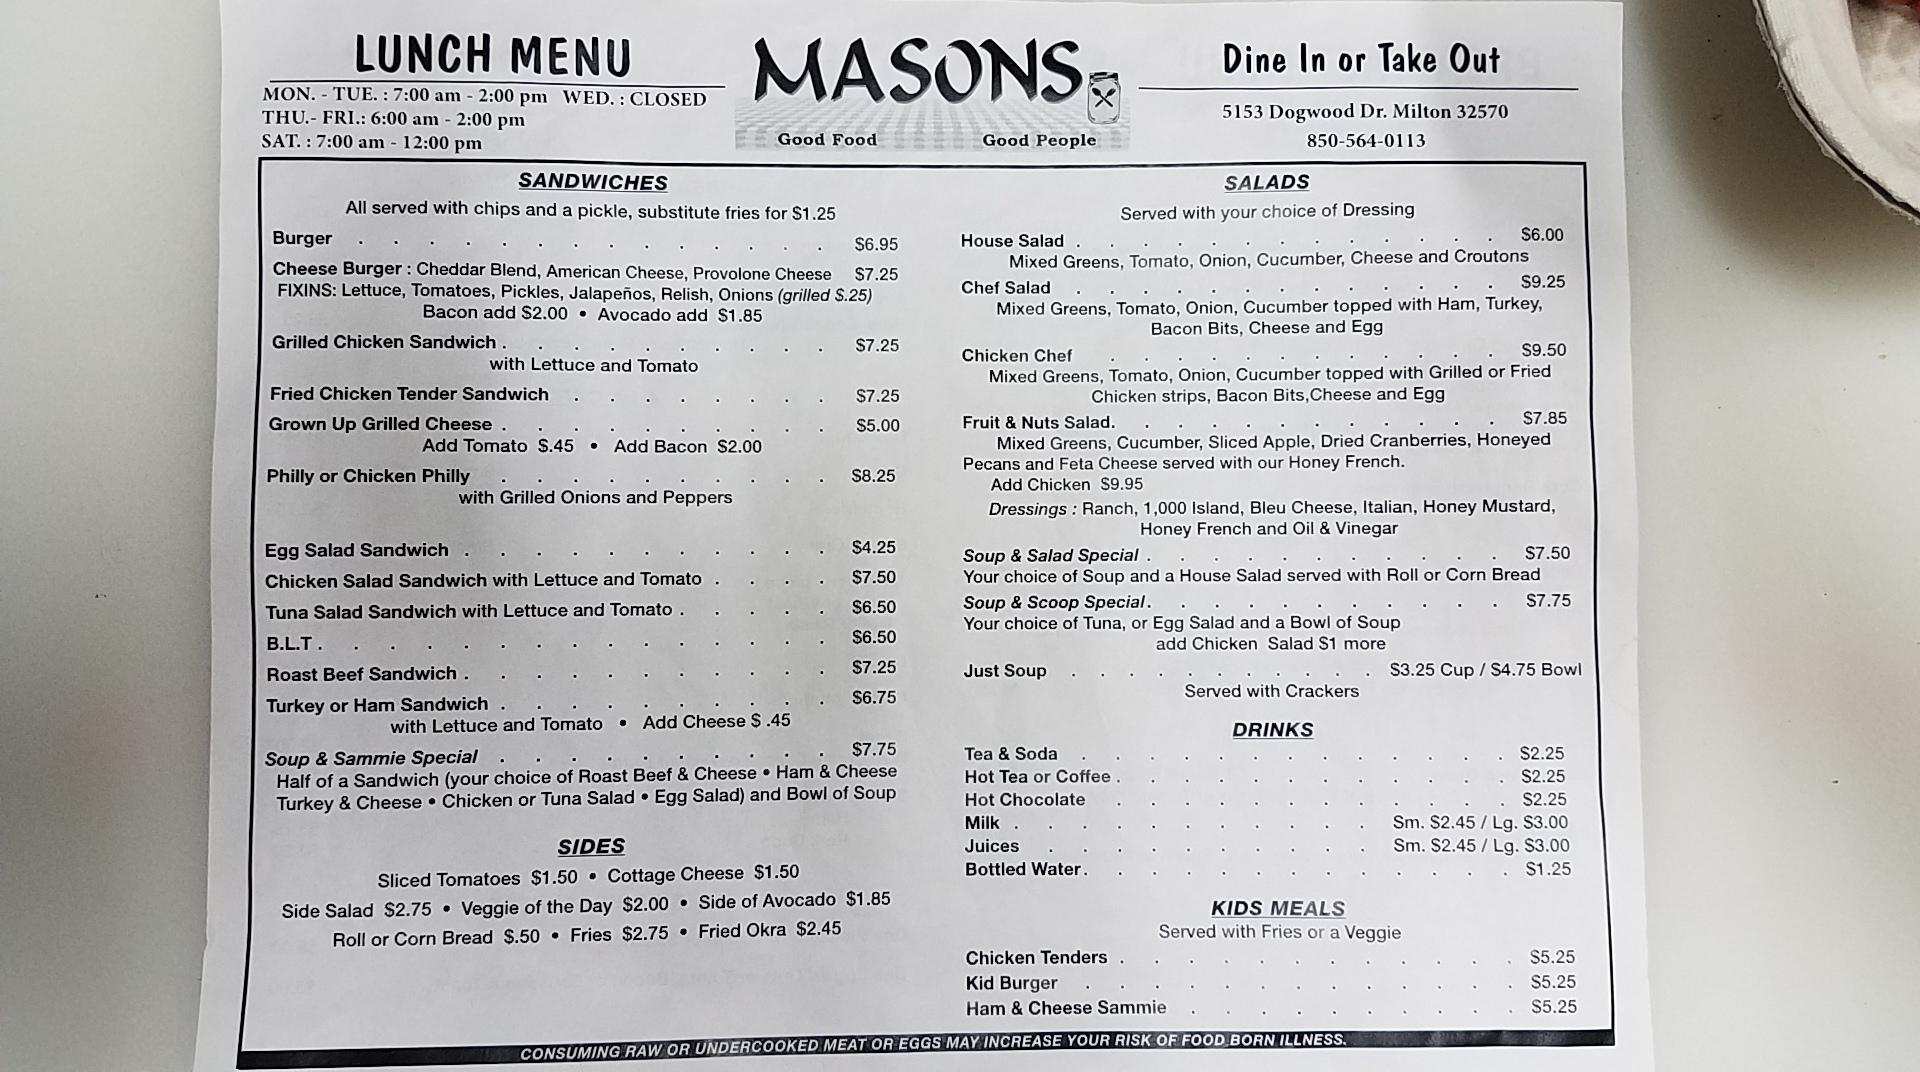 LUNCH MENU
MON. - TUE. : 7:00 am - 2:00 pm WED. : CLOSED
THU.- FRI.: 6:00 am - 2:00 pm
SAT. : 7:00 am - 12:00 pm
MASONS
Good Food Good People
Dine In or Take Out
5153 Dogwood Dr. Milton 32570
850-564-0113
SANDWICHES
All served with chips and a pickle, substitute fries for $1.25
Burger . . . . . . . . . . . . . . $6.95
Cheese Burger : Cheddar Blend, American Cheese, Provolone Cheese $7.25
FIXINS: Lettuce, Tomatoes, Pickles, Jalapeños, Relish, Onions (grilled $.25)
Bacon add $2.00 • Avocado add $1.85
Grilled Chicken Sandwich . . . . . . . . . . $7.25
with Lettuce and Tomato
Fried Chicken Tender Sandwich . . . . . . . . $7.25
Grown Up Grilled Cheese . . . . . . . . . . $5.00
Add Tomato $.45 • Add Bacon $2.00
Philly or Chicken Philly . . . . . . . . . . $8.25
with Grilled Onions and Peppers
Egg Salad Sandwich . . . . . . . . . . . $4.25
Chicken Salad Sandwich with Lettuce and Tomato . . . . $7.50
Tuna Salad Sandwich with Lettuce and Tomato . . . . . $6.50
B.L.T . . . . . . . . . . . . . . . $6.50
Roast Beef Sandwich . . . . . . . . . . . $7.25
Turkey or Ham Sandwich . . . . . . . . . . $6.75
with Lettuce and Tomato • Add Cheese $ .45
Soup & Sammie Special . . . . . . . . . . $7.75
Half of a Sandwich (your choice of Roast Beef & Cheese • Ham & Cheese
Turkey & Cheese • Chicken or Tuna Salad • Egg Salad) and Bowl of Soup
SIDES
Sliced Tomatoes $1.50 • Cottage Cheese $1.50
Side Salad $2.75 • Veggie of the Day $2.00 • Side of Avocado $1.85
Roll or Corn Bread $.50 • Fries $2.75 • Fried Okra $2.45
SALADS
Served with your choice of Dressing
House Salad . . . . . . . . . . . . . $6.00
Mixed Greens, Tomato, Onion, Cucumber, Cheese and Croutons
Chef Salad . . . . . . . . . . . . . $9.25
Mixed Greens, Tomato, Onion, Cucumber topped with Ham, Turkey,
Bacon Bits, Cheese and Egg
Chicken Chef . . . . . . . . . . . . $9.50
Mixed Greens, Tomato, Onion, Cucumber topped with Grilled or Fried
Chicken strips, Bacon Bits,Cheese and Egg
Fruit & Nuts Salad. . . . . . . . . . . . $7.85
Mixed Greens, Cucumber, Sliced Apple, Dried Cranberries, Honeyed
Pecans and Feta Cheese served with our Honey French.
Add Chicken $9.95
Dressings : Ranch, 1,000 Island, Bleu Cheese, Italian, Honey Mustard,
Honey French and Oil & Vinegar
Soup & Salad Special . . . . . . . . . . . $7.50
Your choice of Soup and a House Salad served with Roll or Corn Bread
Soup & Scoop Special. . . . . . . . . . . $7.75
Your choice of Tuna, or Egg Salad and a Bowl of Soup
add Chicken Salad $1 more
Just Soup . . . . . . . . . $3.25 Cup / $4.75 Bowl
Served with Crackers
DRINKS
Tea & Soda . . . . . . . . . . . . . $2.25
Hot Tea or Coffee . . . . . . . . . . . . $2.25
Hot Chocolate . . . . . . . . . . . . $2.25
Milk . . . . . . . . . . . Sm. $2.45 / Lg. $3.00
Juices . . . . . . . . . . Sm. $2.45 / Lg. $3.00
Bottled Water. . . . . . . . . . . . . $1.25
KIDS MEALS
Served with Fries or a Veggie
Chicken Tenders . . . . . . . . . . . . $5.25
Kid Burger . . . . . . . . . . . . . $5.25
Ham & Cheese Sammie . . . . . . . . . . $5.25
CONSUMING RAW OR UNDERCOOKED MEAT OR EGGS MAY INCREASE YOUR RISK OF FOOD BORN ILLNESS.